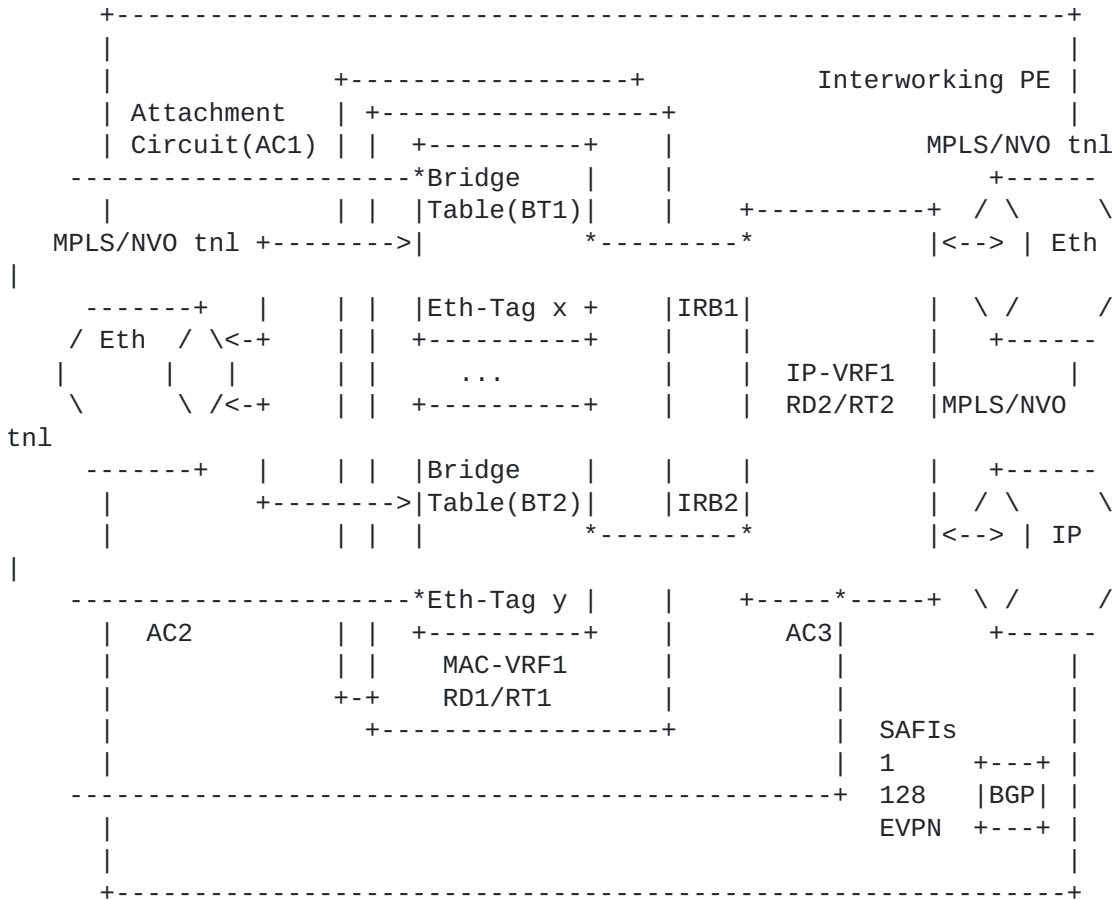 Interworking PE
Attachment
Circuit(AC1)
MPLS/NVO tnl
Bridge
Table(BT1)
MPLS/NVO tnl
Eth
Eth-Tag x
IRB1
Eth
...
IP-VRF1
RD2/RT2
MPLS/NVO
tnl
Bridge
Table(BT2)
IRB2
IP
Eth-Tag y
AC2
AC3
MAC-VRF1
RD1/RT1
SAFIs
1
128
BGP
EVPN